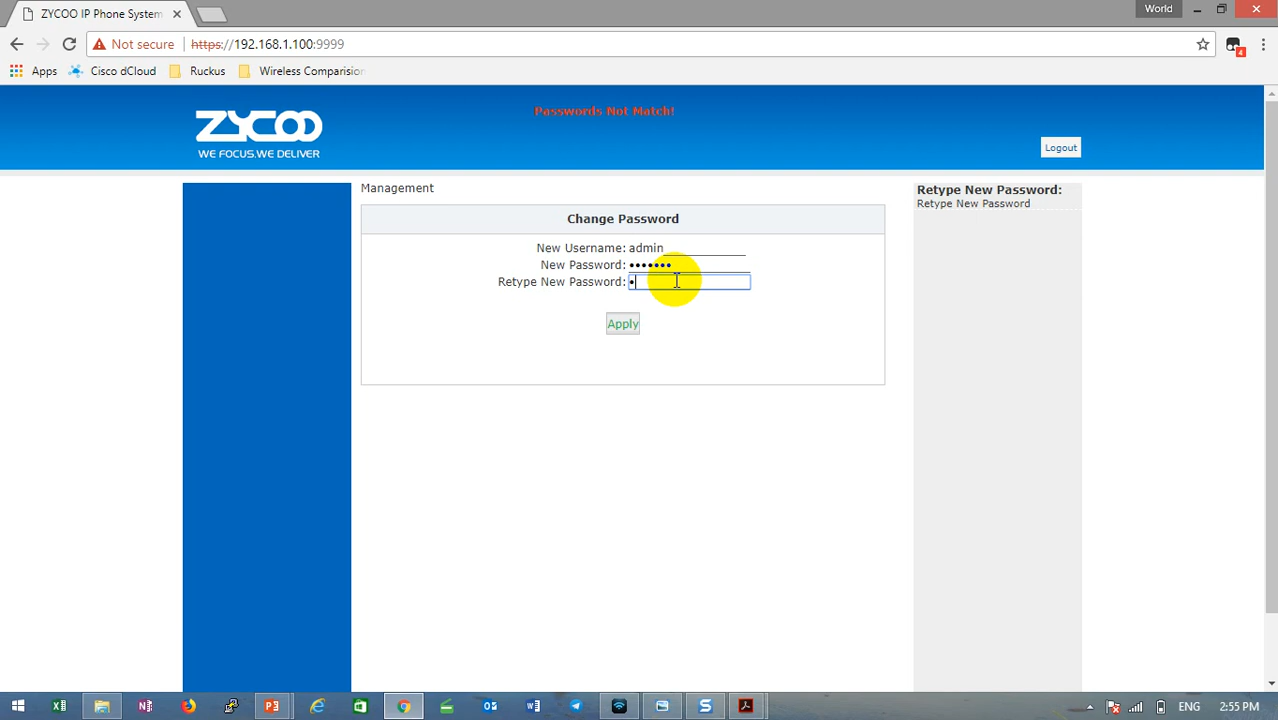 ZYCOO IP Phone System
World
Not secure
https://192.168.1.100:9999
4
Apps
Cisco dCloud
Ruckus
Wireless Comparision
Passwords Not Match!
ZYCOO
WE FOCUS.WE DELIVER
Logout
Management
Change Password
New Username: admin
New Password: •••••••
Retype New Password: •
Apply
Retype New Password:
Retype New Password
ENG
2:55 PM